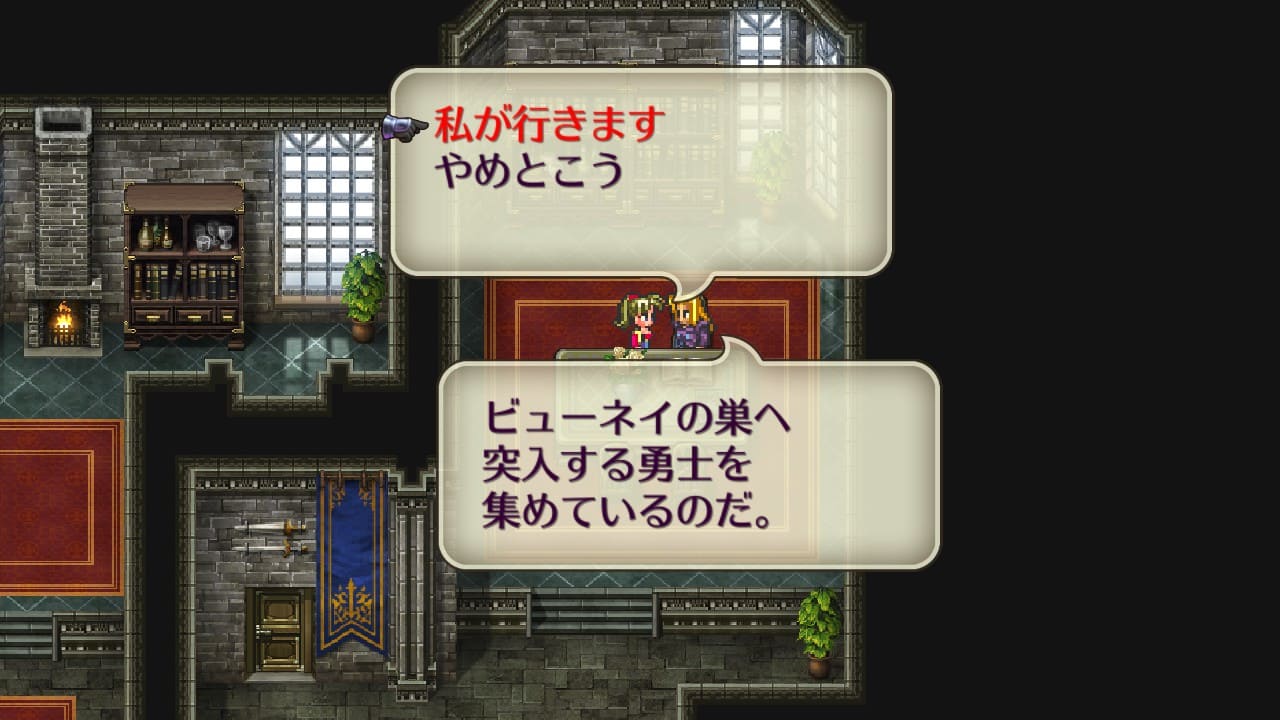 私が行きます
やめとこう
ビューネイの巣へ
突入する勇士を
集めているのだ。